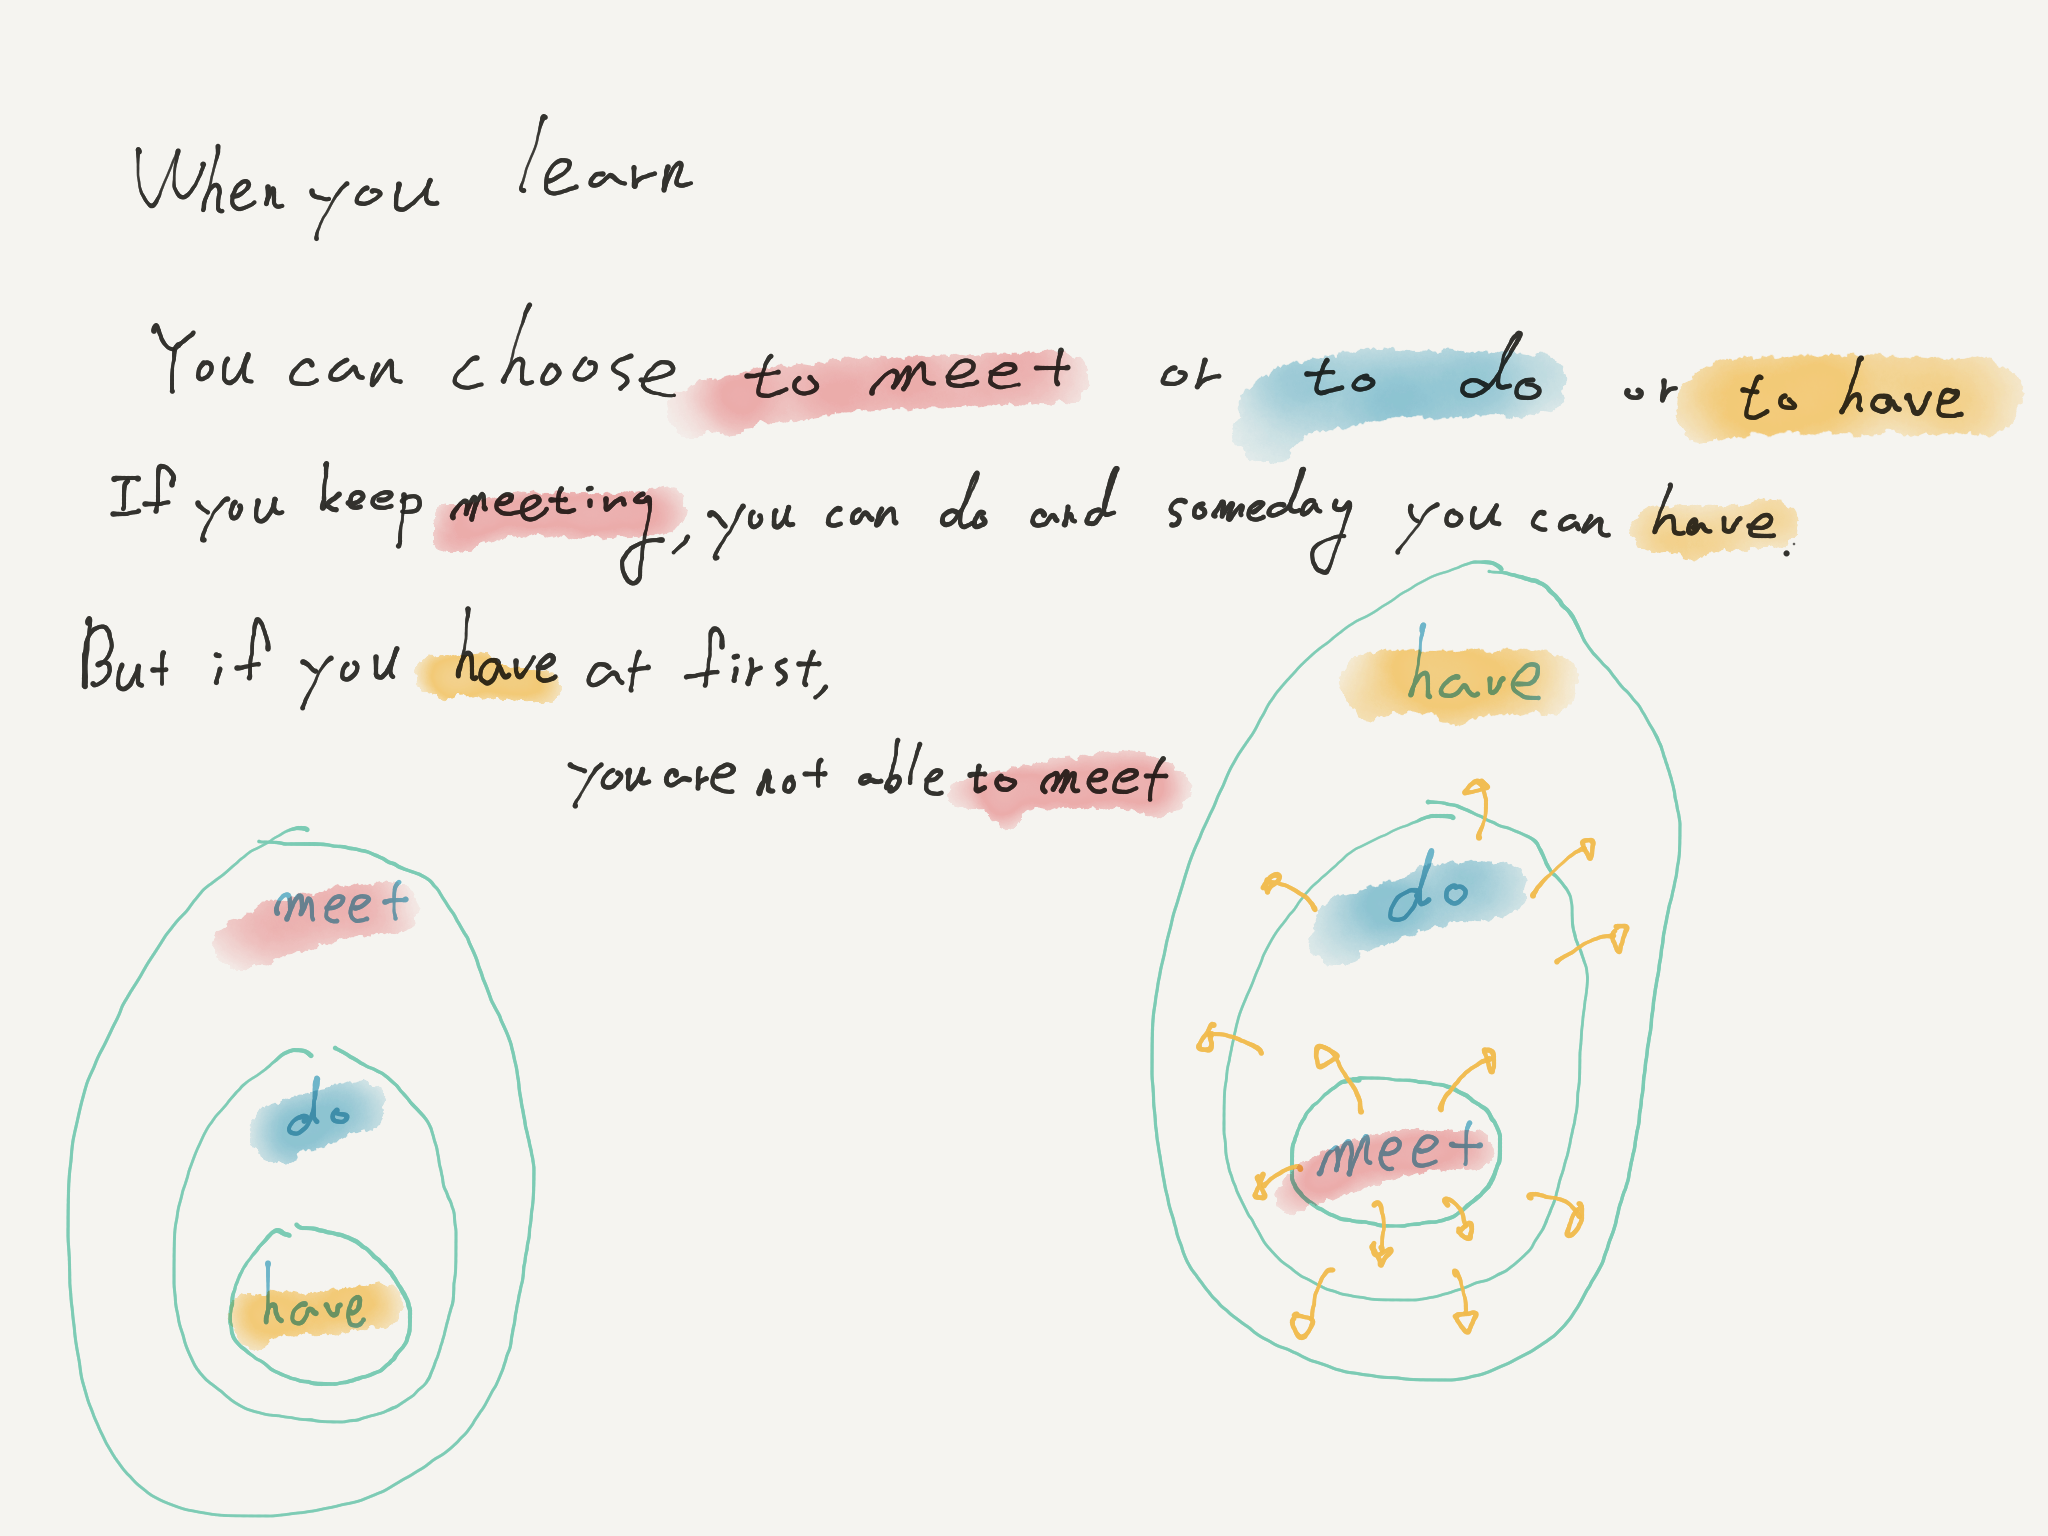 When you learn
You can choose to meet or to do or to have
If you keep meeting, you can do and someday you can have.
But if you have at first,
you are not able to meet
meet
do
have
have
do
meet